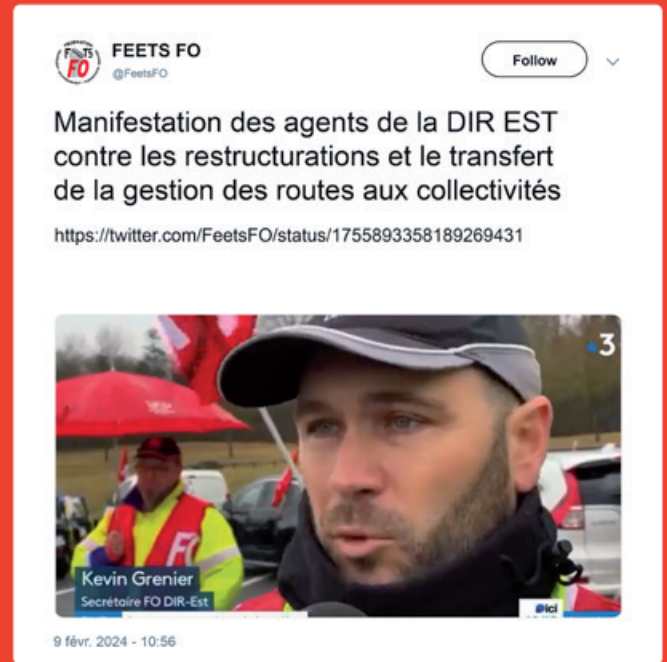 FEETS FO
@FeetsFO
Follow
Manifestation des agents de la DIR EST
contre les restructurations et le transfert
de la gestion des routes aux collectivités
https://twitter.com/FeetsFO/status/1755893358189269431
3
Kevin Grenier
Secrétaire FO DIR-Est
ici
9 févr. 2024 - 10:56